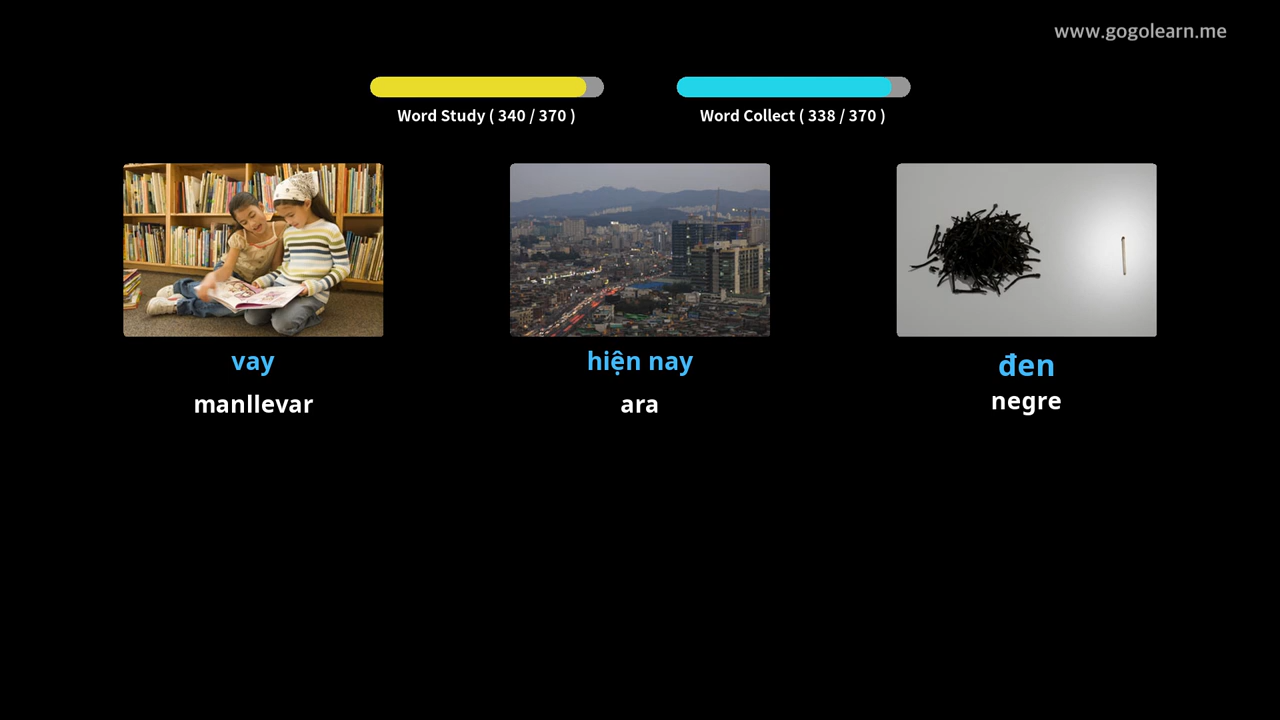 www.gogolearn.me
Word Study ( 340 / 370 )
Word Collect ( 338 / 370 )
vay
manllevar
hiện nay
ara
đen
negre